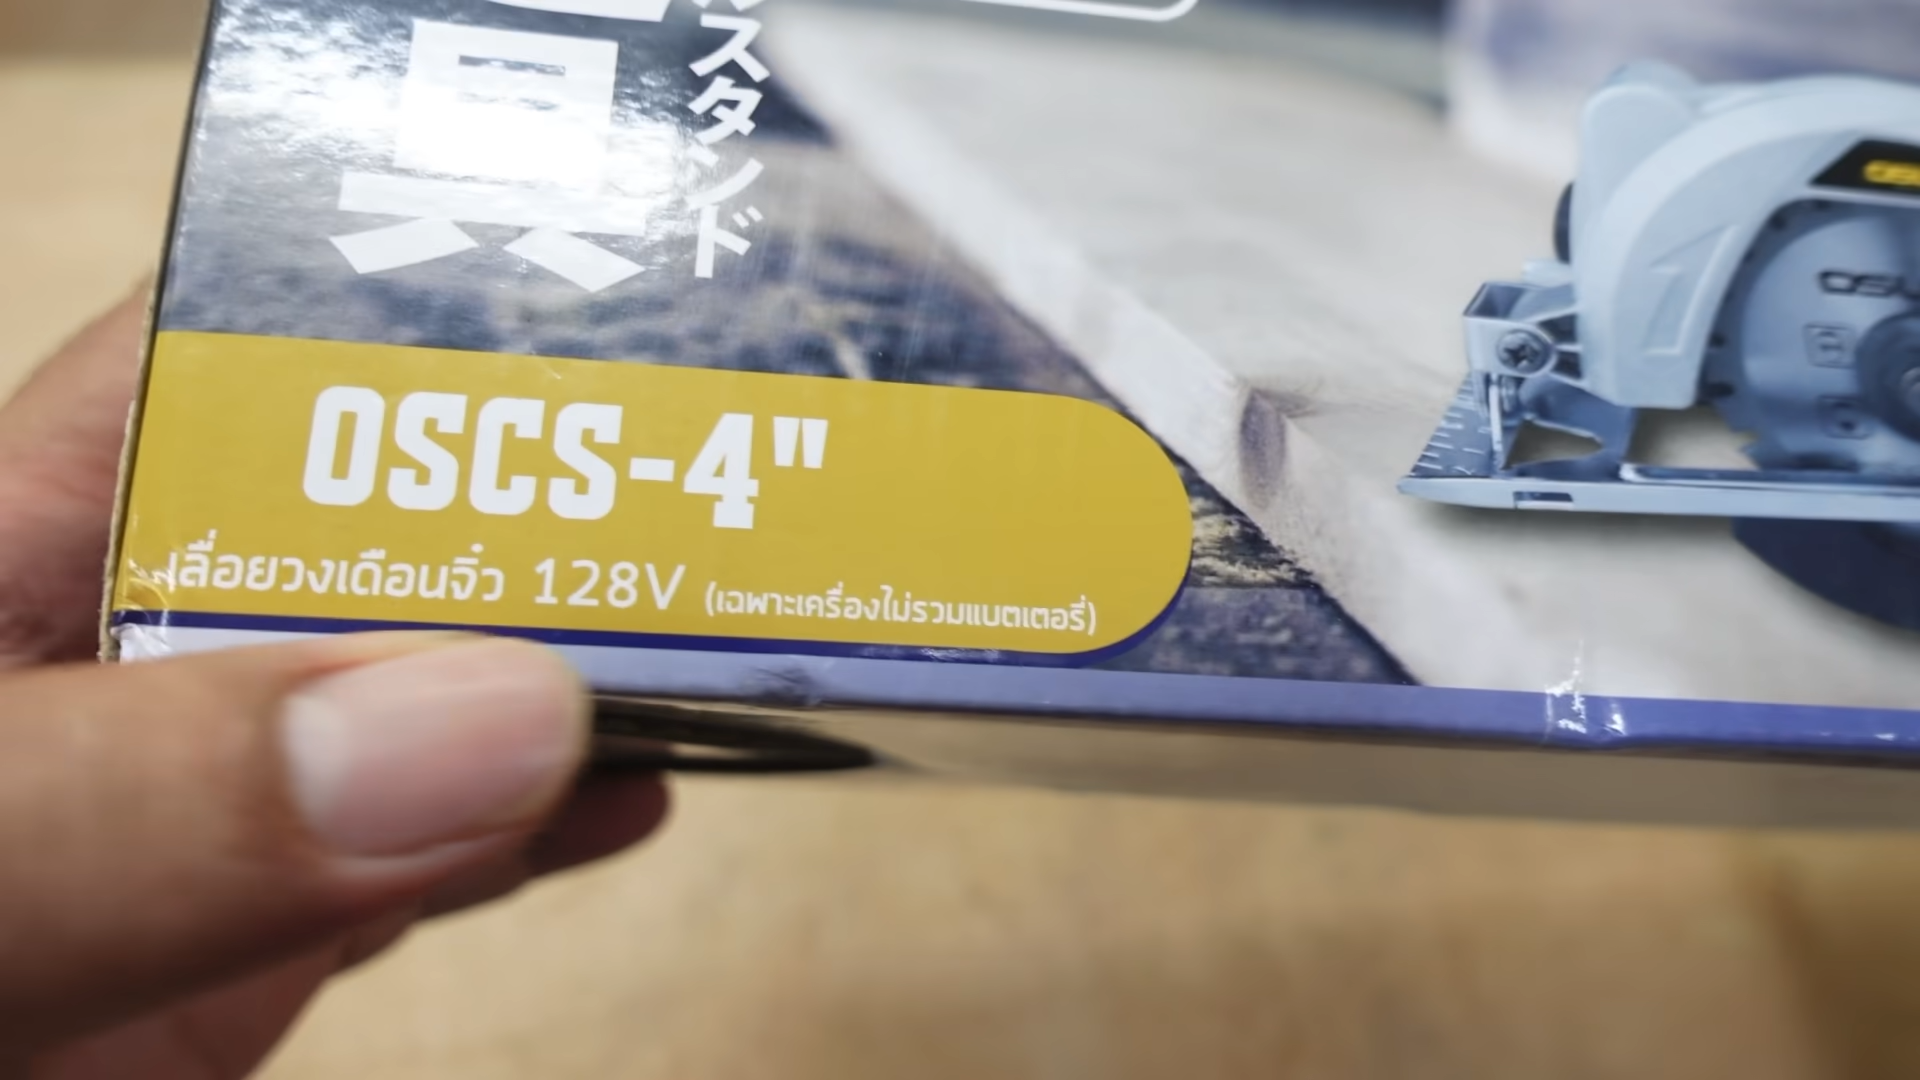 具
スタンド
OSCS-4"
เลื่อยวงเดือนจิ๋ว 128V (เฉพาะเครื่องไม่รวมแบตเตอรี่)